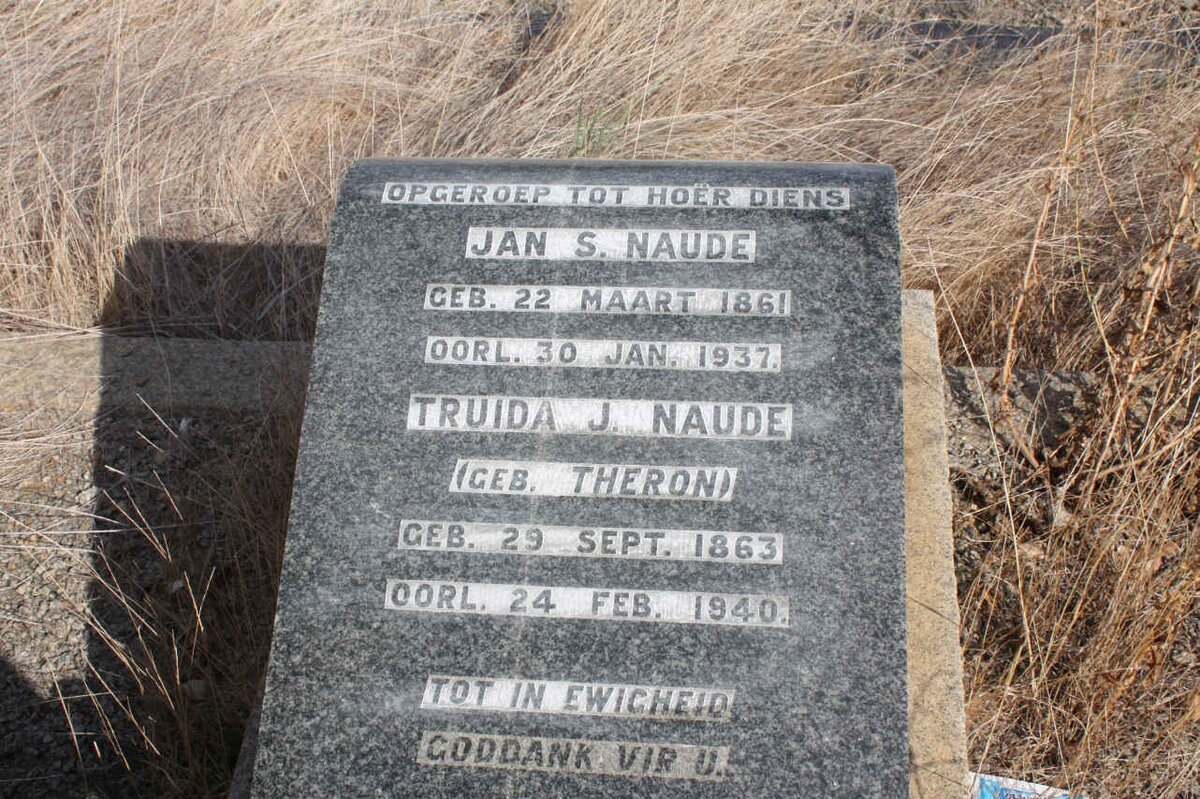 OPGEROEP TOT HOËR DIENS
JAN S. NAUDE
GEB. 22 MAART 1861
OORL. 30 JAN. 1937.
TRUIDA J. NAUDE
(GEB. THERON)
GEB. 29 SEPT. 1863
OORL. 24 FEB. 1940.
TOT IN EWIGHEID
GODDANK VIR U.